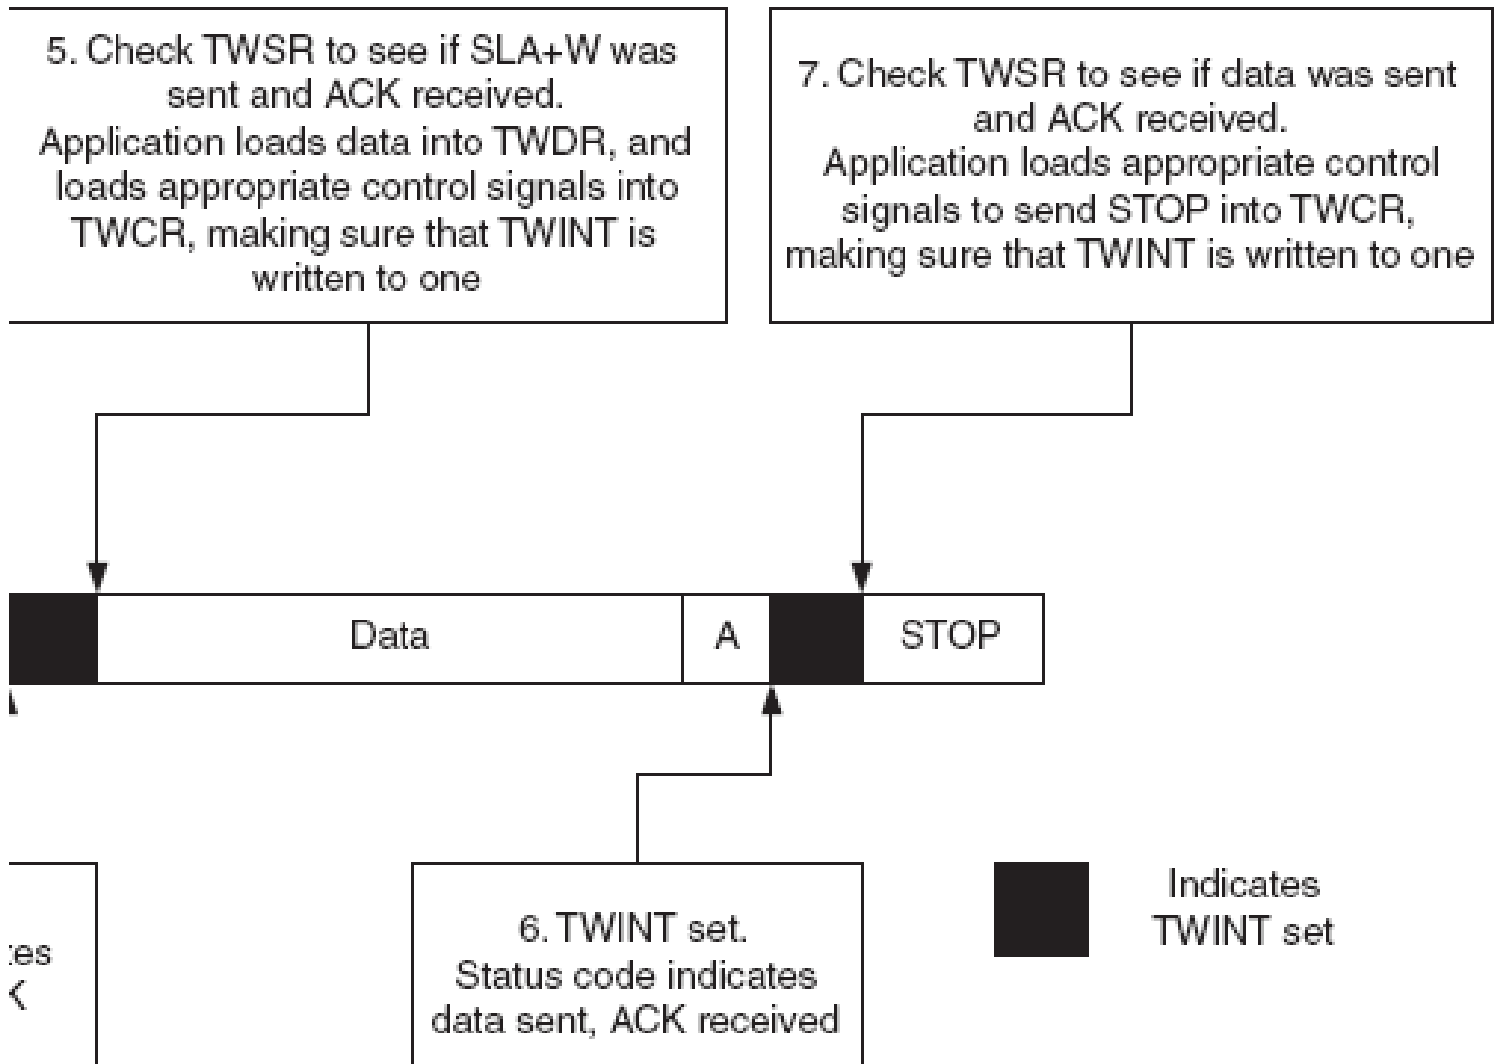 5. Check TWSR to see if SLA+W was
sent and ACK received.
Application loads data into TWDR, and
loads appropriate control signals into
TWCR, making sure that TWINT is
written to one
7. Check TWSR to see if data was sent
and ACK received.
Application loads appropriate control
signals to send STOP into TWCR,
making sure that TWINT is written to one
Data
A
STOP
6. TWINT set.
Status code indicates
data sent, ACK received
Indicates
TWINT set